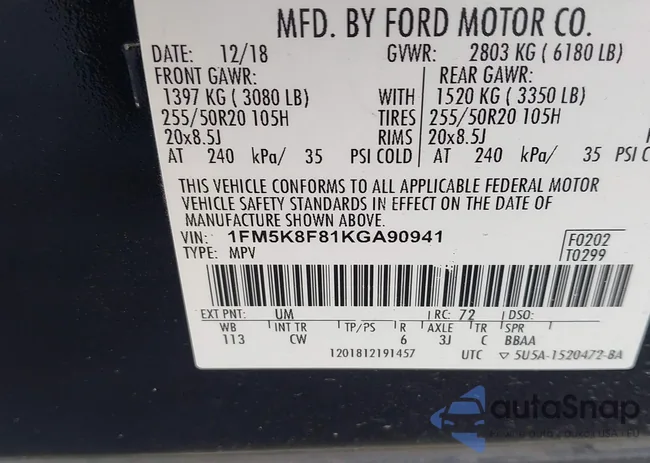 MFD. BY FORD MOTOR CO.
DATE: 12/18 GVWR: 2803 KG ( 6180 LB)
FRONT GAWR: REAR GAWR:
1397 KG ( 3080 LB) WITH 1520 KG ( 3350 LB)
255/50R20 105H TIRES 255/50R20 105H
20x8.5J RIMS 20x8.5J
AT 240 kPa/ 35 PSI COLD AT 240 kPa/ 35 PSI C
THIS VEHICLE CONFORMS TO ALL APPLICABLE FEDERAL MOTOR
VEHICLE SAFETY STANDARDS IN EFFECT ON THE DATE OF
MANUFACTURE SHOWN ABOVE.
VIN: 1FM5K8F81KGA90941 F0202
TYPE: MPV T0299
EXT PNT: UM RC: 72 DSO:
WB INT TR TP/PS R AXLE TR SPR
113 CW 6 3J C BBAA
1201812191457 UTC ▽ 5U5A-1520472-BA
autoSnap